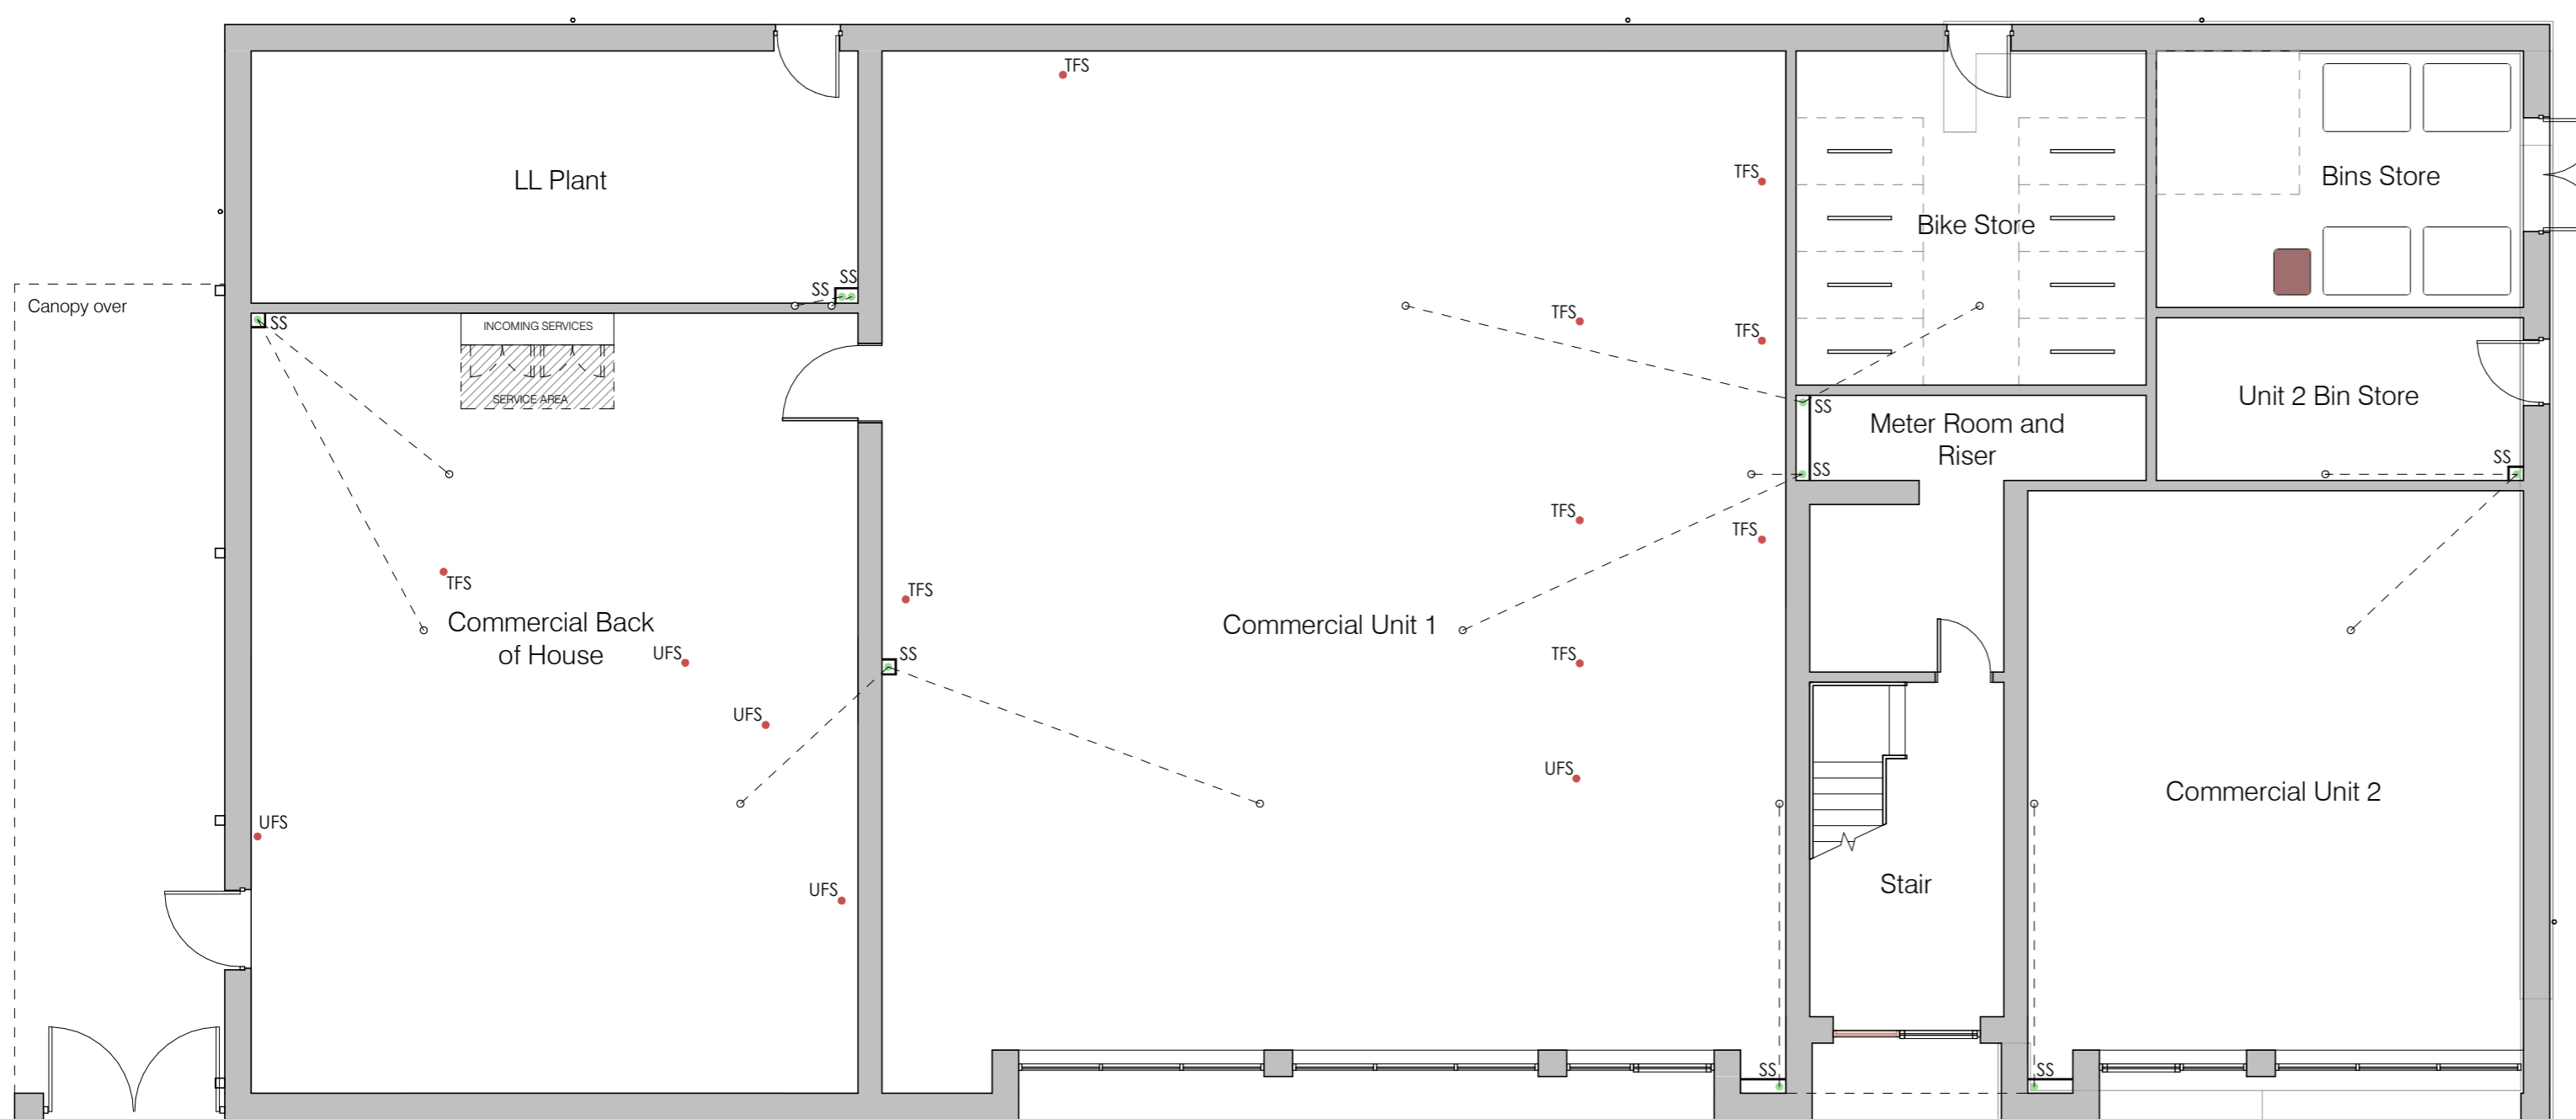 TFS
TFS
LL Plant
Bins Store
Bike Store
SS
SS
Canopy over
TFS
SS
INCOMING SERVICES
TFS
SERVICE AREA
Unit 2 Bin Store
SS
Meter Room and
Riser
SS
SS
TFS
TFS
TFS
TFS
Commercial Back
of House
Commercial Unit 1
UFS
SS
TFS
UFS
UFS
Commercial Unit 2
UFS
Stair
UFS
SS
SS